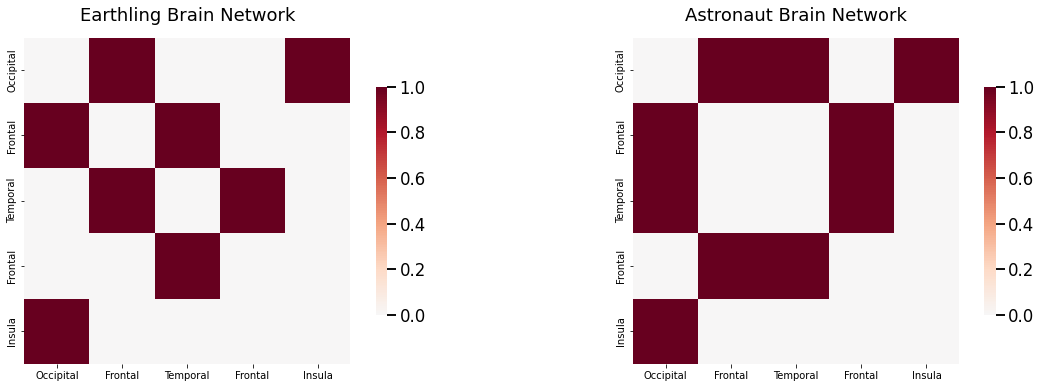 Earthling Brain Network
Occipital
Frontal
Temporal
Frontal
Insula
Occipital Frontal Temporal Frontal Insula
1.0
0.8
0.6
0.4
0.2
0.0
Astronaut Brain Network
Occipital
Frontal
Temporal
Frontal
Insula
Occipital Frontal Temporal Frontal Insula
1.0
0.8
0.6
0.4
0.2
0.0